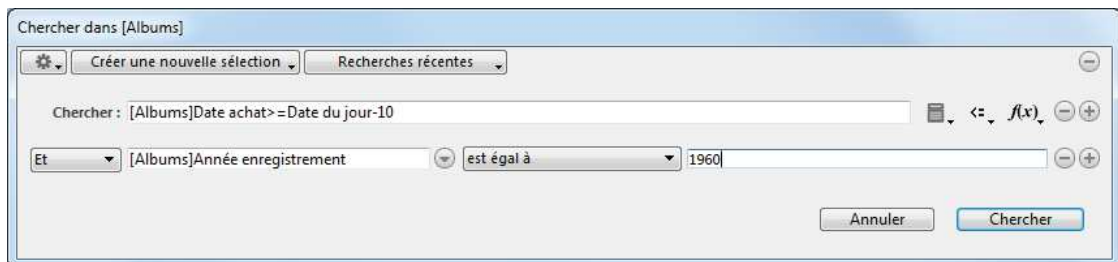 Chercher dans [Albums]
Créer une nouvelle sélection Recherches récentes
Chercher : [Albums]Date achat>=Date du jour-10 <= f(x)
Et [Albums]Année enregistrement est égal à 1960
Annuler Chercher